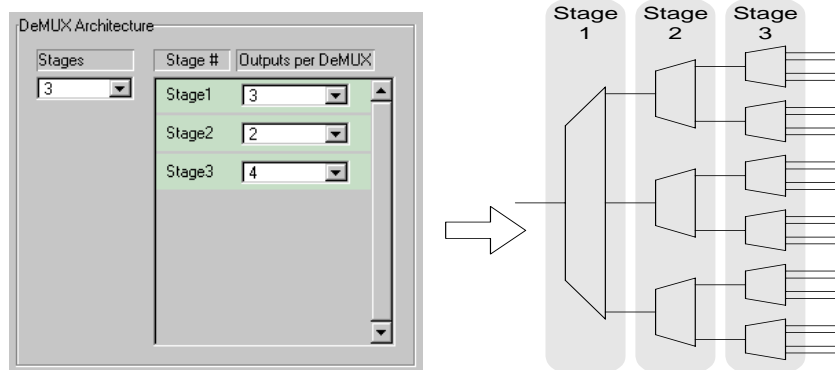 DeMUX Architecture
Stages
Stage #
Outputs per DeMUX
3
Stage1
3
Stage2
2
Stage3
4
Stage
1
Stage
2
Stage
3